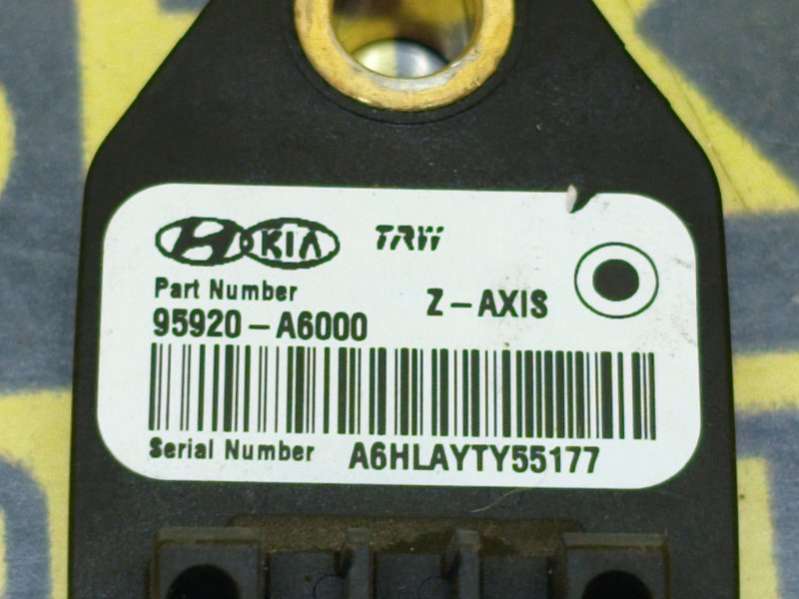 KIA TRW
Part Number
Z-AXIS
95920-A6000
Serial Number A6HLAYTY55177